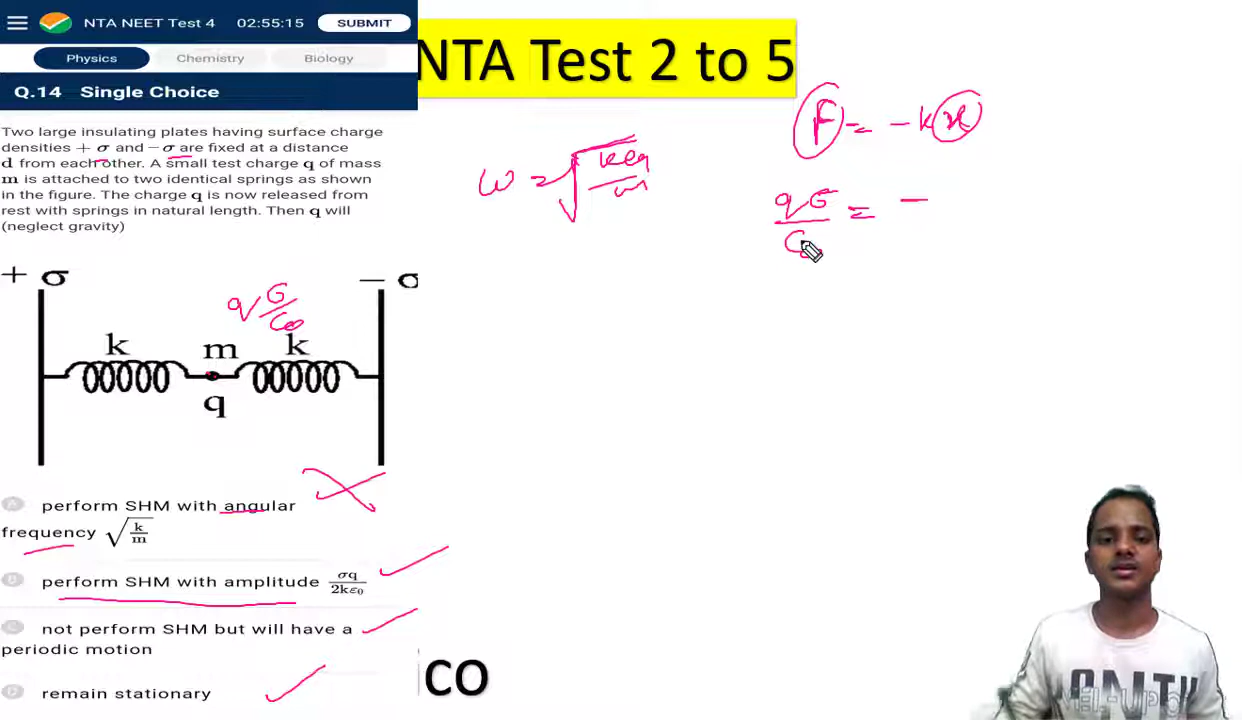 NTA NEET Test 4 02:55:15 SUBMIT
Physics Chemistry Biology
Q.14 Single Choice
NTA Test 2 to 5
Two large insulating plates having surface charge
densities + σ and − σ are fixed at a distance
d from each other. A small test charge q of mass
m is attached to two identical springs as shown
in the figure. The charge q is now released from
rest with springs in natural length. Then q will
(neglect gravity)
+ σ
− σ
k m k
q
q σ/ε₀
A perform SHM with angular
frequency √(k/m)
B perform SHM with amplitude σq/2kε₀
C not perform SHM but will have a
periodic motion
D remain stationary
ω = √(keq/m)
F = -kx
qσ/ε₀ = -
co